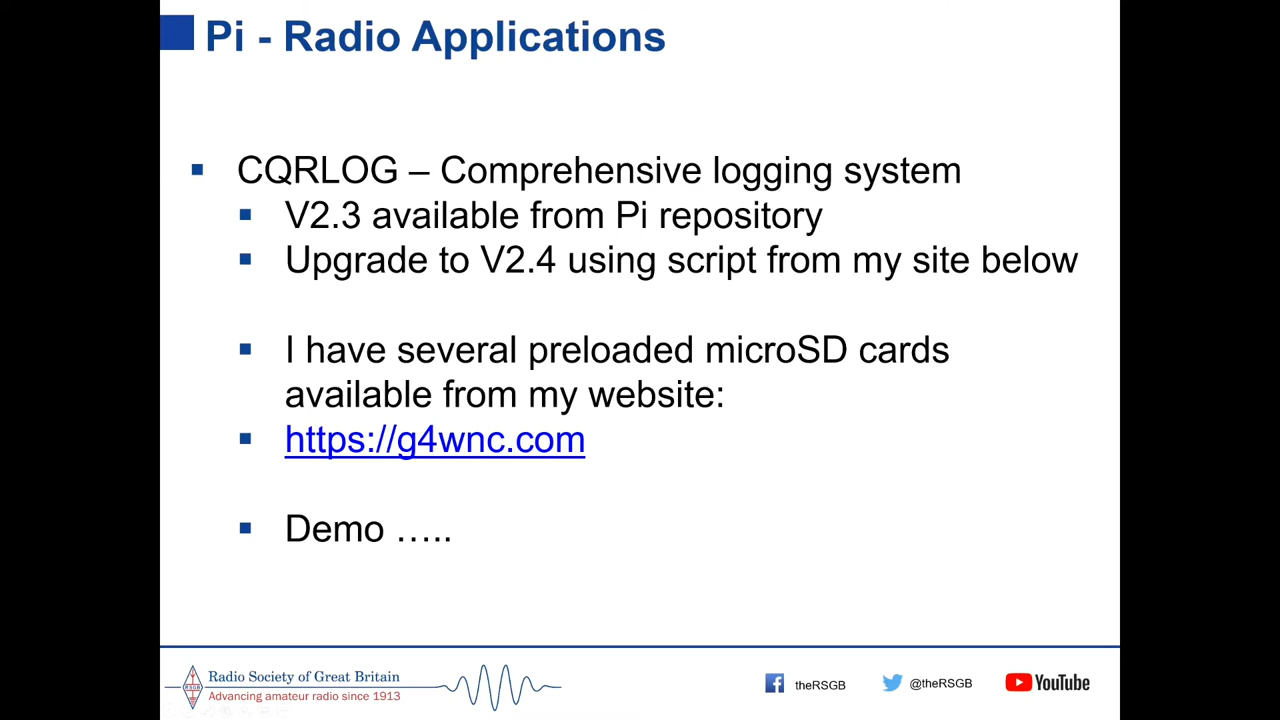 Pi - Radio Applications
CQRLOG – Comprehensive logging system
V2.3 available from Pi repository
Upgrade to V2.4 using script from my site below
I have several preloaded microSD cards
available from my website:
https://g4wnc.com
Demo …..
RSGB
Radio Society of Great Britain
Advancing amateur radio since 1913
theRSGB
@theRSGB
YouTube